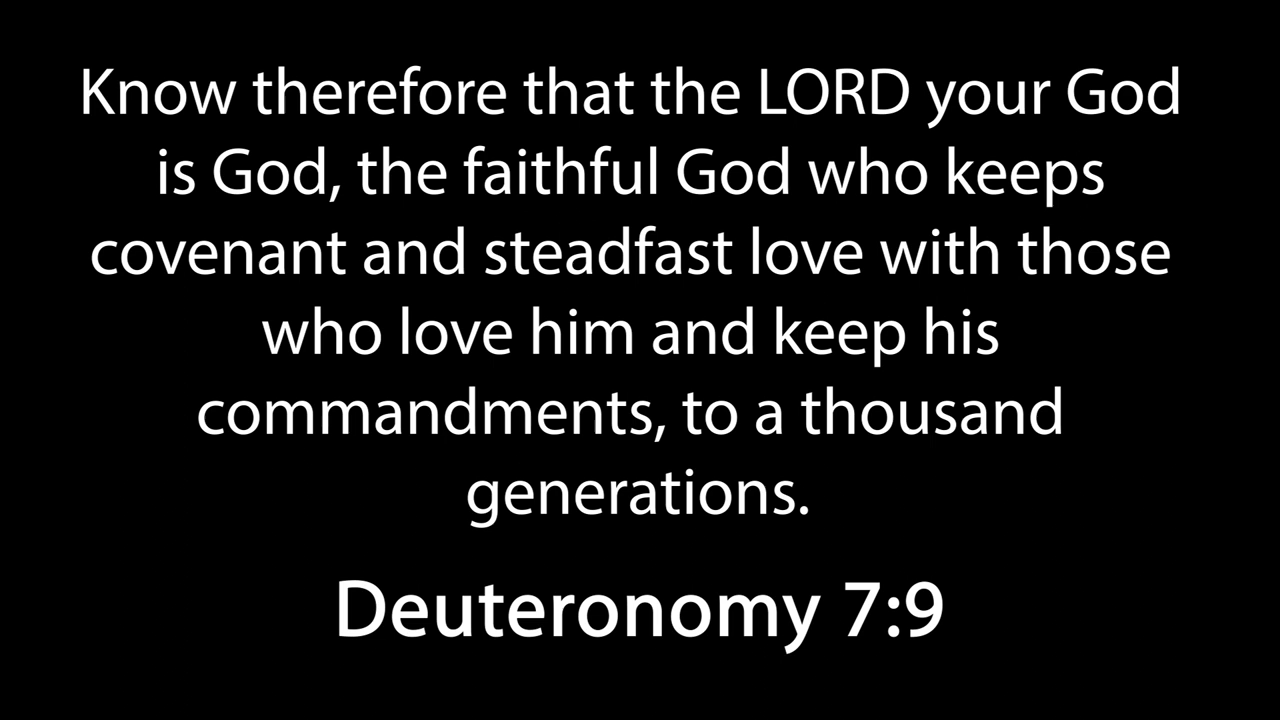 Know therefore that the LORD your God
is God, the faithful God who keeps
covenant and steadfast love with those
who love him and keep his
commandments, to a thousand
generations.
Deuteronomy 7:9